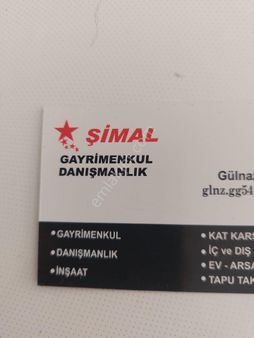 ŞİMAL
GAYRİMENKUL
DANIŞMANLIK
Gülnaz
glnz.gg54
• GAYRİMENKUL
• DANIŞMANLIK
• İNŞAAT
• KAT KARŞ
• İÇ ve DIŞ
• EV - ARSA
• TAPU TAK